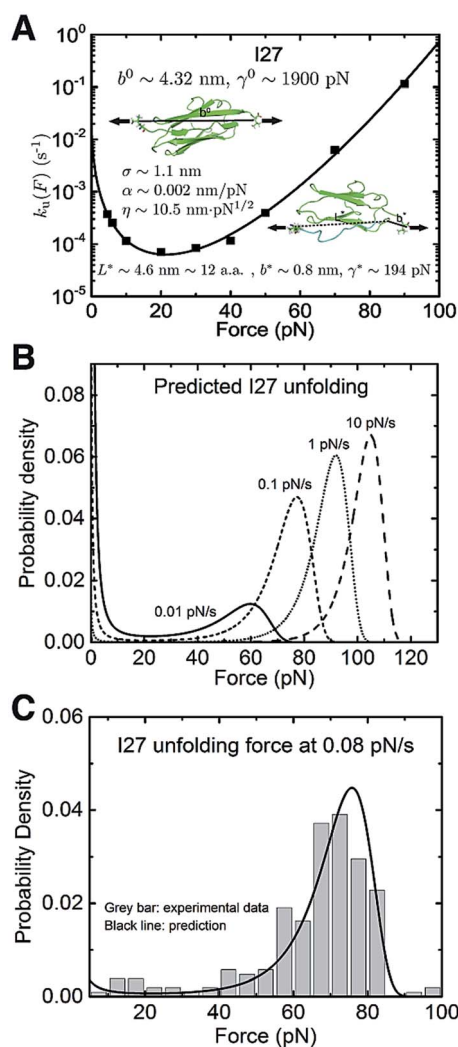 A
I27
b⁰ ~ 4.32 nm, γ⁰ ~ 1900 pN
b⁰
σ ~ 1.1 nm
α ~ 0.002 nm/pN
η ~ 10.5 nm·pN^{1/2}
L* b*
L* ~ 4.6 nm ~ 12 a.a. , b* ~ 0.8 nm, γ* ~ 194 pN
k_u(F) (s⁻¹)
10⁰
10⁻¹
10⁻²
10⁻³
10⁻⁴
10⁻⁵
0 20 40 60 80 100
Force (pN)
B
Predicted I27 unfolding
10 pN/s
1 pN/s
0.1 pN/s
0.01 pN/s
Probability density
0.08
0.06
0.04
0.02
0.00
0 20 40 60 80 100 120
Force (pN)
C
I27 unfolding force at 0.08 pN/s
Grey bar: experimental data
Black line: prediction
Probability Density
0.06
0.04
0.02
0.00
20 40 60 80 100
Force (pN)